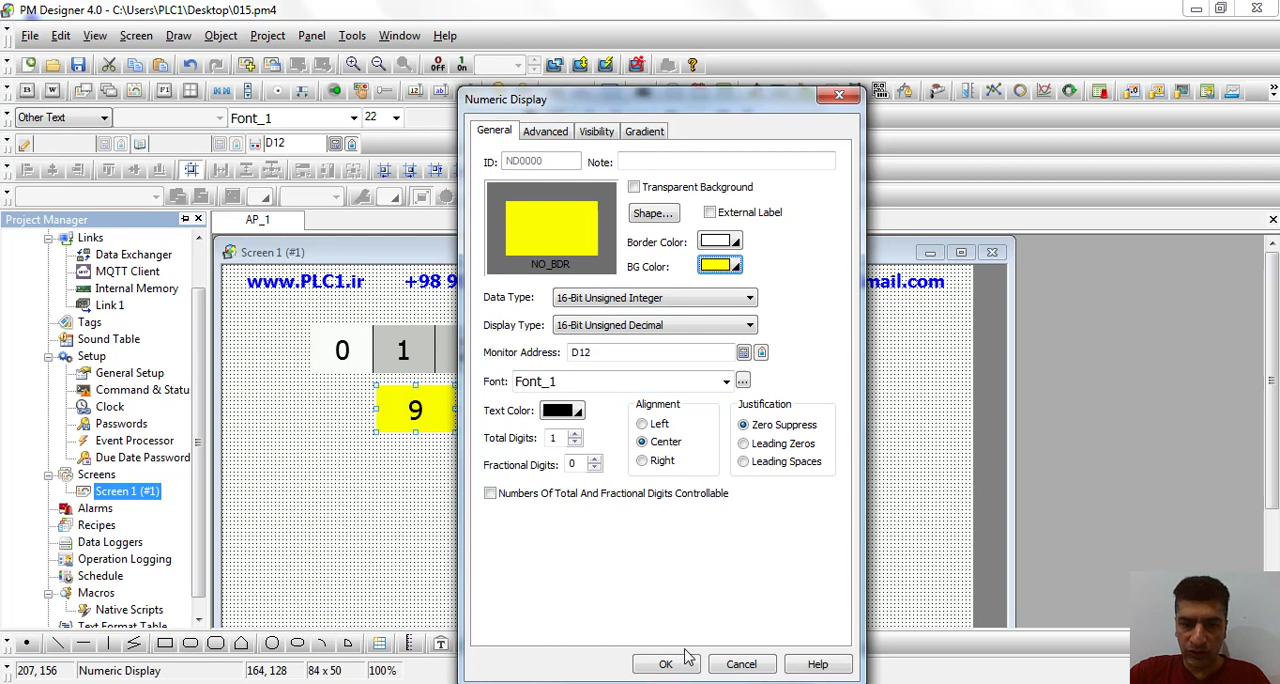 PM Designer 4.0 - C:\Users\PLC1\Desktop\015.pm4
File Edit View Screen Draw Object Project Panel Tools Window Help
Other Text Font_1 22
D12
Project Manager
AP_1
Links
Data Exchanger
MQTT Client
Internal Memory
Link 1
Tags
Sound Table
Setup
General Setup
Command & Statu
Clock
Passwords
Event Processor
Due Date Password
Screens
Screen 1 (#1)
Alarms
Recipes
Data Loggers
Operation Logging
Schedule
Macros
Native Scripts
Text Format Table
Screen 1 (#1)
www.PLC1.ir +98 9
mail.com
0 1
9
Numeric Display
General Advanced Visibility Gradient
ID: ND0000 Note:
NO_BDR
Transparent Background
Shape... External Label
Border Color:
BG Color:
Data Type: 16-Bit Unsigned Integer
Display Type: 16-Bit Unsigned Decimal
Monitor Address: D12
Font: Font_1 ...
Text Color:
Total Digits: 1
Fractional Digits: 0
Alignment
Left
Center
Right
Justification
Zero Suppress
Leading Zeros
Leading Spaces
Numbers Of Total And Fractional Digits Controllable
OK Cancel Help
207, 156 Numeric Display 164, 128 84 x 50 100%